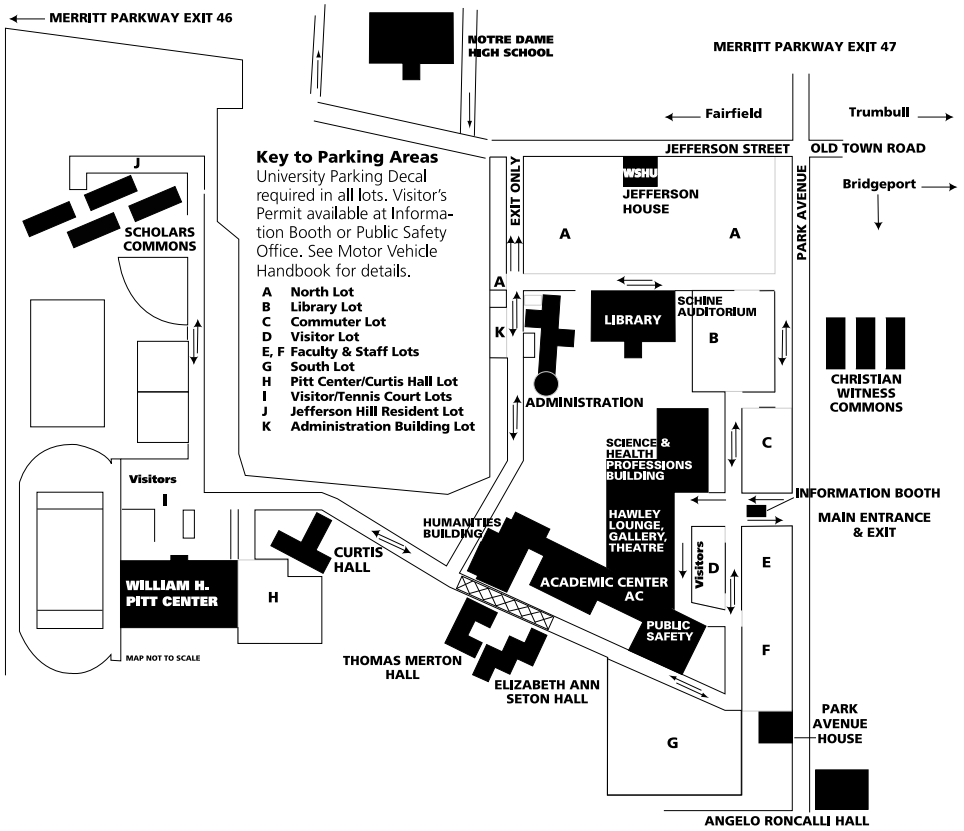 MERRITT PARKWAY EXIT 46
NOTRE DAME
HIGH SCHOOL
MERRITT PARKWAY EXIT 47
Fairfield
Trumbull
JEFFERSON STREET
OLD TOWN ROAD
Bridgeport
PARK AVENUE
EXIT ONLY
Key to Parking Areas
University Parking Decal
required in all lots. Visitor's
Permit available at Informa-
tion Booth or Public Safety
Office. See Motor Vehicle
Handbook for details.
A North Lot
B Library Lot
C Commuter Lot
D Visitor Lot
E, F Faculty & Staff Lots
G South Lot
H Pitt Center/Curtis Hall Lot
I Visitor/Tennis Court Lots
J Jefferson Hill Resident Lot
K Administration Building Lot
J
SCHOLARS
COMMONS
WSHU
JEFFERSON
HOUSE
A
A
A
K
LIBRARY
SCHINE
AUDITORIUM
B
ADMINISTRATION
CHRISTIAN
WITNESS
COMMONS
SCIENCE &
HEALTH
PROFESSIONS
BUILDING
C
Visitors
I
INFORMATION BOOTH
MAIN ENTRANCE
& EXIT
HUMANITIES
BUILDING
HAWLEY
LOUNGE,
GALLERY,
THEATRE
CURTIS
HALL
Visitors
D
E
WILLIAM H.
PITT CENTER
H
ACADEMIC CENTER
AC
PUBLIC
SAFETY
F
MAP NOT TO SCALE
THOMAS MERTON
HALL
ELIZABETH ANN
SETON HALL
G
PARK
AVENUE
HOUSE
ANGELO RONCALLI HALL